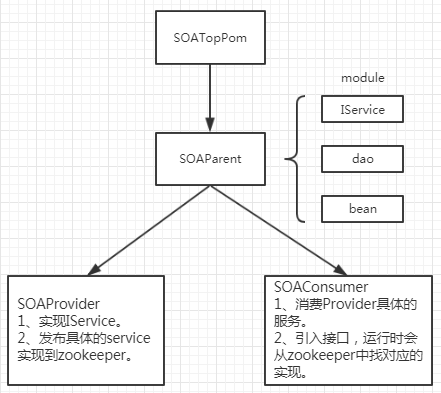 SOATopPom
module
IService
SOAParent
dao
bean
SOAProvider
1、实现IService。
2、发布具体的service
实现到zookeeper。
SOAConsumer
1、消费Provider具体的
服务。
2、引入接口，运行时会
从zookeeper中找对应的
实现。